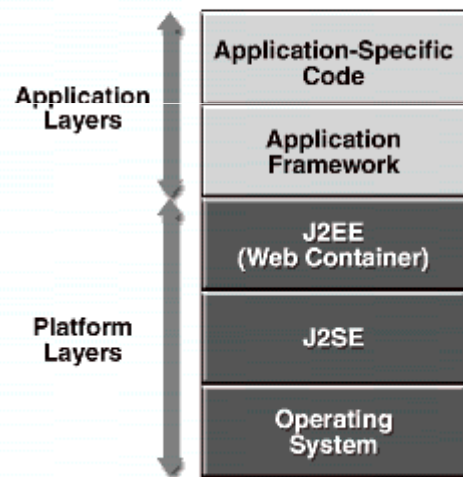 Application-Specific
Code
Application
Layers
Application
Framework
J2EE
(Web Container)
Platform
Layers
J2SE
Operating
System